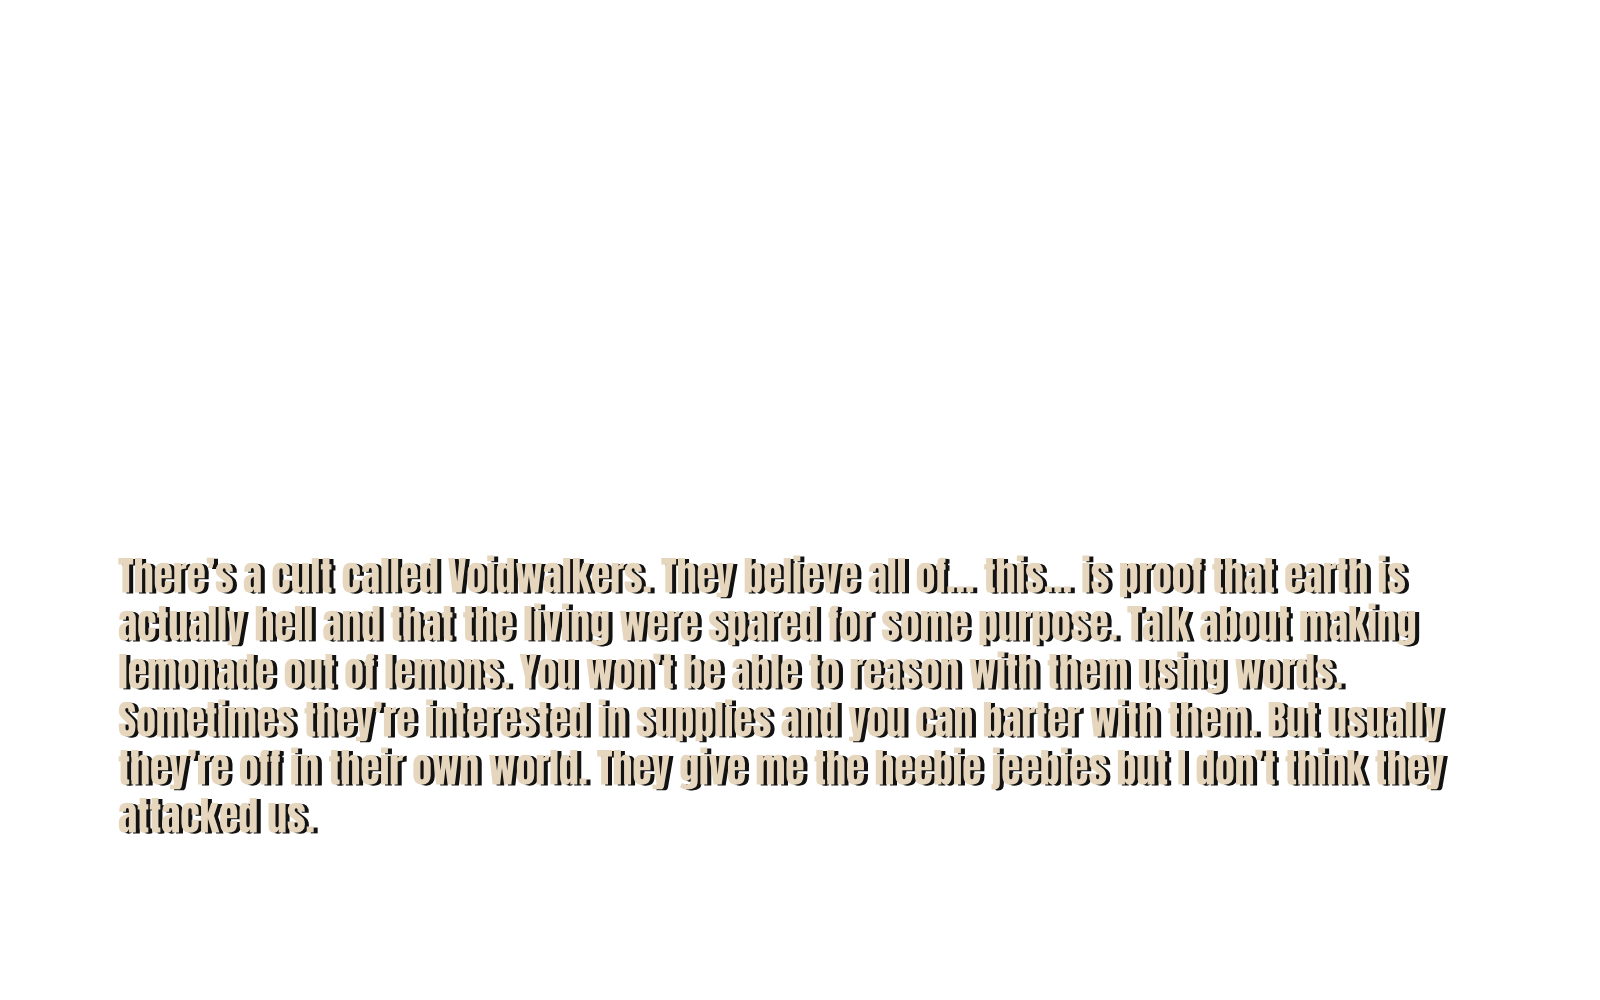 There's a cult called Voidwalkers. They believe all of... this... is proof that earth is
actually hell and that the living were spared for some purpose. Talk about making
lemonade out of lemons. You won't be able to reason with them using words.
Sometimes they're interested in supplies and you can barter with them. But usually
they're off in their own world. They give me the heebie jeebies but I don't think they
attacked us.